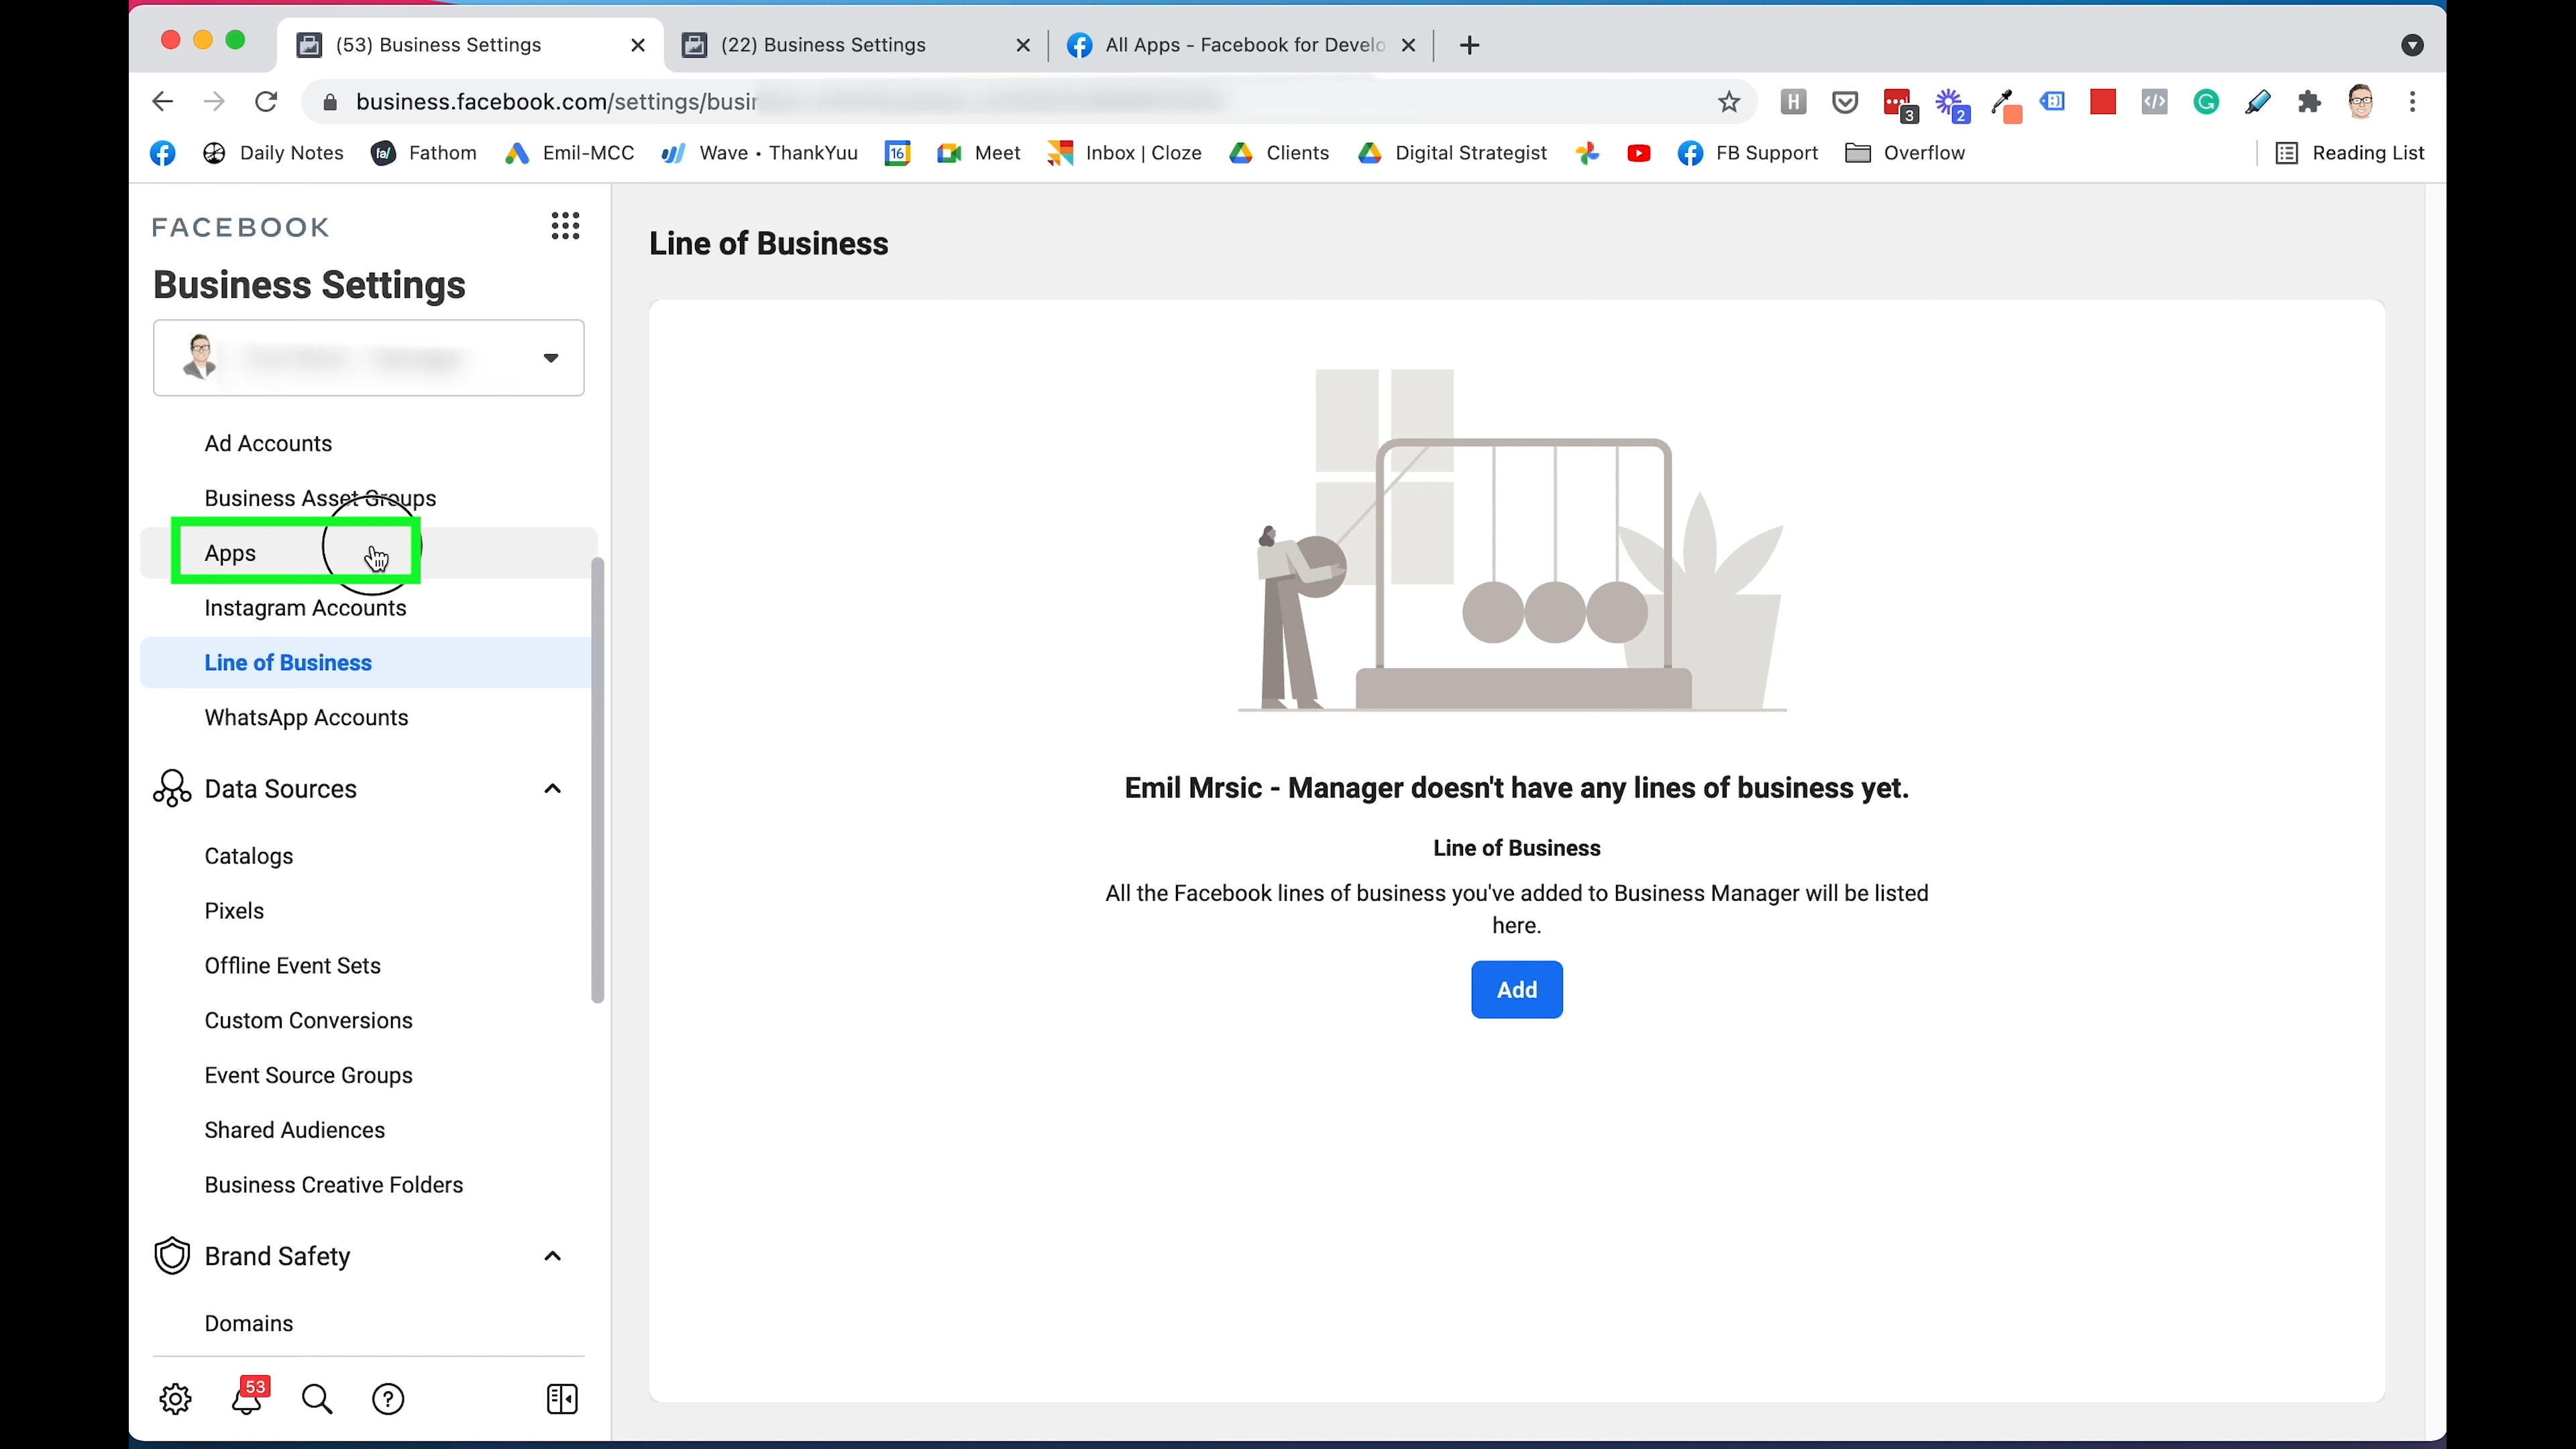 (53) Business Settings
(22) Business Settings
All Apps - Facebook for Develo
business.facebook.com/settings/busin
H
3
2
Daily Notes
fa/
Fathom
Emil-MCC
Wave • ThankYuu
16
Meet
Inbox | Cloze
Clients
Digital Strategist
FB Support
Overflow
Reading List
FACEBOOK
Business Settings
Ad Accounts
Business Asset Groups
Apps
Instagram Accounts
Line of Business
WhatsApp Accounts
Data Sources
Catalogs
Pixels
Offline Event Sets
Custom Conversions
Event Source Groups
Shared Audiences
Business Creative Folders
Brand Safety
Domains
53
Line of Business
Emil Mrsic - Manager doesn't have any lines of business yet.
Line of Business
All the Facebook lines of business you've added to Business Manager will be listed
here.
Add